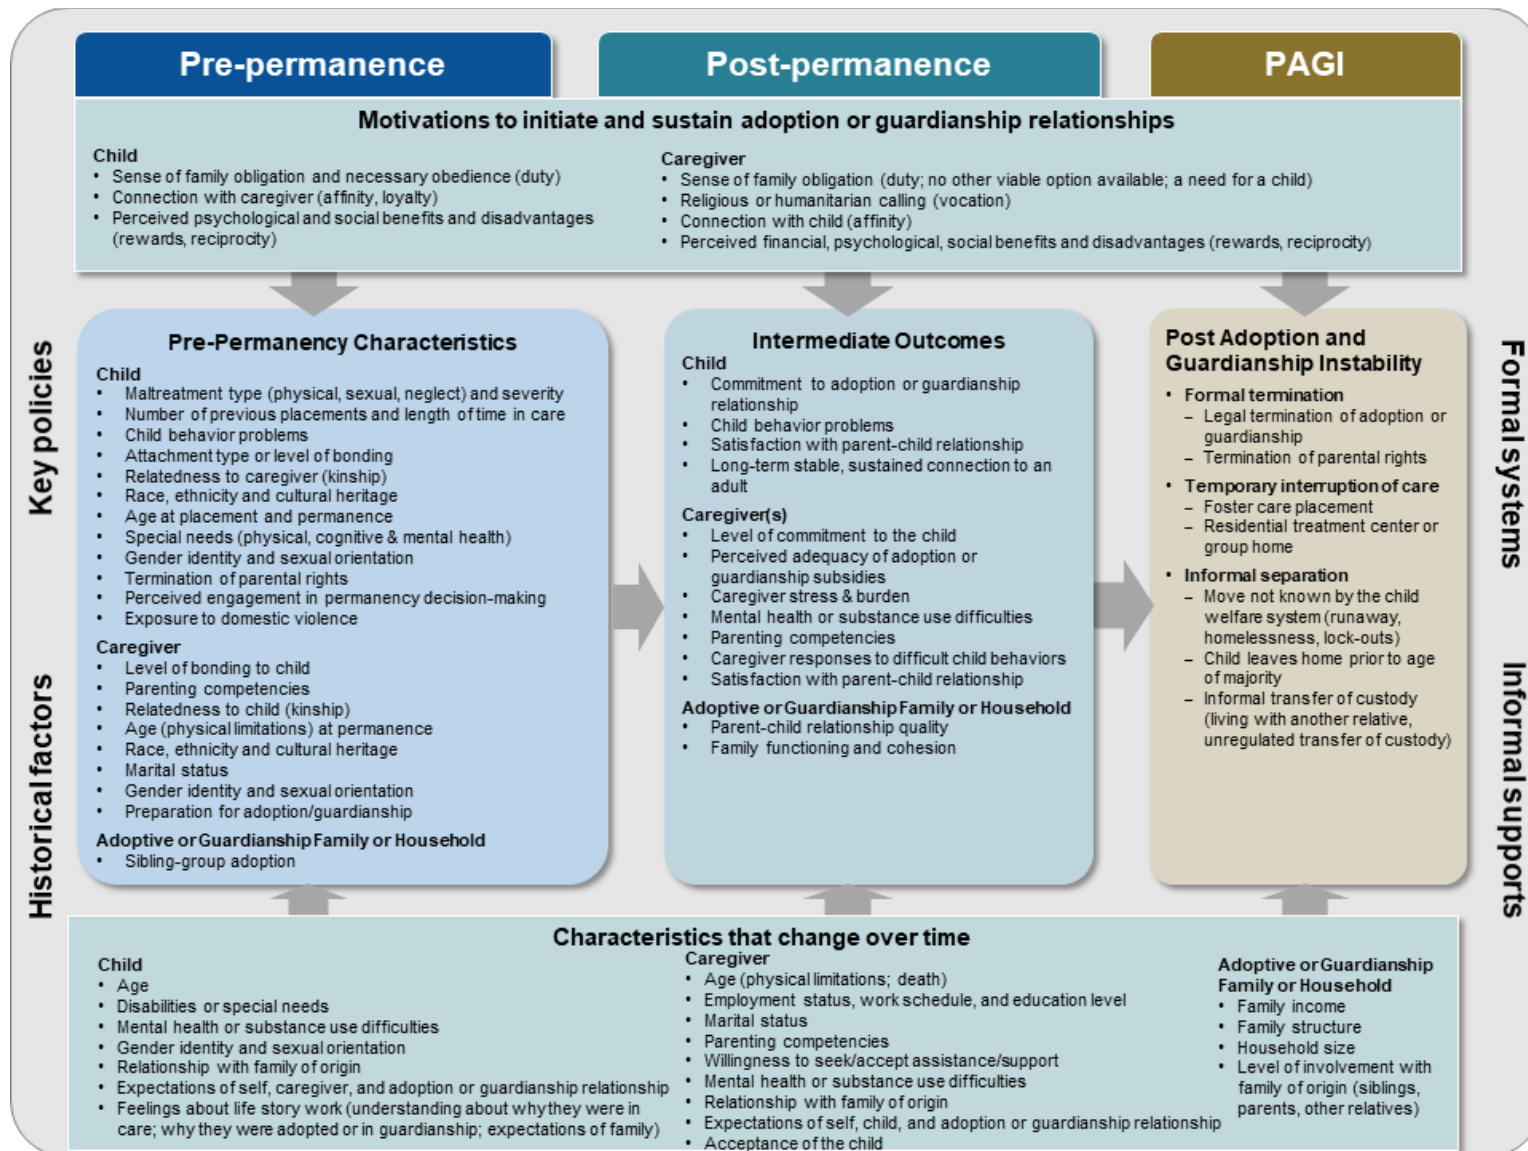 Pre-permanence
Post-permanence
PAGI
Motivations to initiate and sustain adoption or guardianship relationships
Child
• Sense of family obligation and necessary obedience (duty)
• Connection with caregiver (affinity, loyalty)
• Perceived psychological and social benefits and disadvantages
(rewards, reciprocity)
Caregiver
• Sense of family obligation (duty; no other viable option available; a need for a child)
• Religious or humanitarian calling (vocation)
• Connection with child (affinity)
• Perceived financial, psychological, social benefits and disadvantages (rewards, reciprocity)
Key policies
Historical factors
Pre-Permanency Characteristics
Child
• Maltreatment type (physical, sexual, neglect) and severity
• Number of previous placements and length of time in care
• Child behavior problems
• Attachment type or level of bonding
• Relatedness to caregiver (kinship)
• Race, ethnicity and cultural heritage
• Age at placement and permanence
• Special needs (physical, cognitive & mental health)
• Gender identity and sexual orientation
• Termination of parental rights
• Perceived engagement in permanency decision-making
• Exposure to domestic violence
Caregiver
• Level of bonding to child
• Parenting competencies
• Relatedness to child (kinship)
• Age (physical limitations) at permanence
• Race, ethnicity and cultural heritage
• Marital status
• Gender identity and sexual orientation
• Preparation for adoption/guardianship
Adoptive or Guardianship Family or Household
• Sibling-group adoption
Intermediate Outcomes
Child
• Commitment to adoption or guardianship
relationship
• Child behavior problems
• Satisfaction with parent-child relationship
• Long-term stable, sustained connection to an
adult
Caregiver(s)
• Level of commitment to the child
• Perceived adequacy of adoption or
guardianship subsidies
• Caregiver stress & burden
• Mental health or substance use difficulties
• Parenting competencies
• Caregiver responses to difficult child behaviors
• Satisfaction with parent-child relationship
Adoptive or Guardianship Family or Household
• Parent-child relationship quality
• Family functioning and cohesion
Post Adoption and
Guardianship Instability
• Formal termination
– Legal termination of adoption or
guardianship
– Termination of parental rights
• Temporary interruption of care
– Foster care placement
– Residential treatment center or
group home
• Informal separation
– Move not known by the child
welfare system (runaway,
homelessness, lock-outs)
– Child leaves home prior to age
of majority
– Informal transfer of custody
(living with another relative,
unregulated transfer of custody)
Formal systems
Informal supports
Characteristics that change over time
Child
• Age
• Disabilities or special needs
• Mental health or substance use difficulties
• Gender identity and sexual orientation
• Relationship with family of origin
• Expectations of self, caregiver, and adoption or guardianship relationship
• Feelings about life story work (understanding about why they were in
care; why they were adopted or in guardianship; expectations of family)
Caregiver
• Age (physical limitations; death)
• Employment status, work schedule, and education level
• Marital status
• Parenting competencies
• Willingness to seek/accept assistance/support
• Mental health or substance use difficulties
• Relationship with family of origin
• Expectations of self, child, and adoption or guardianship relationship
• Acceptance of the child
Adoptive or Guardianship
Family or Household
• Family income
• Family structure
• Household size
• Level of involvement with
family of origin (siblings,
parents, other relatives)